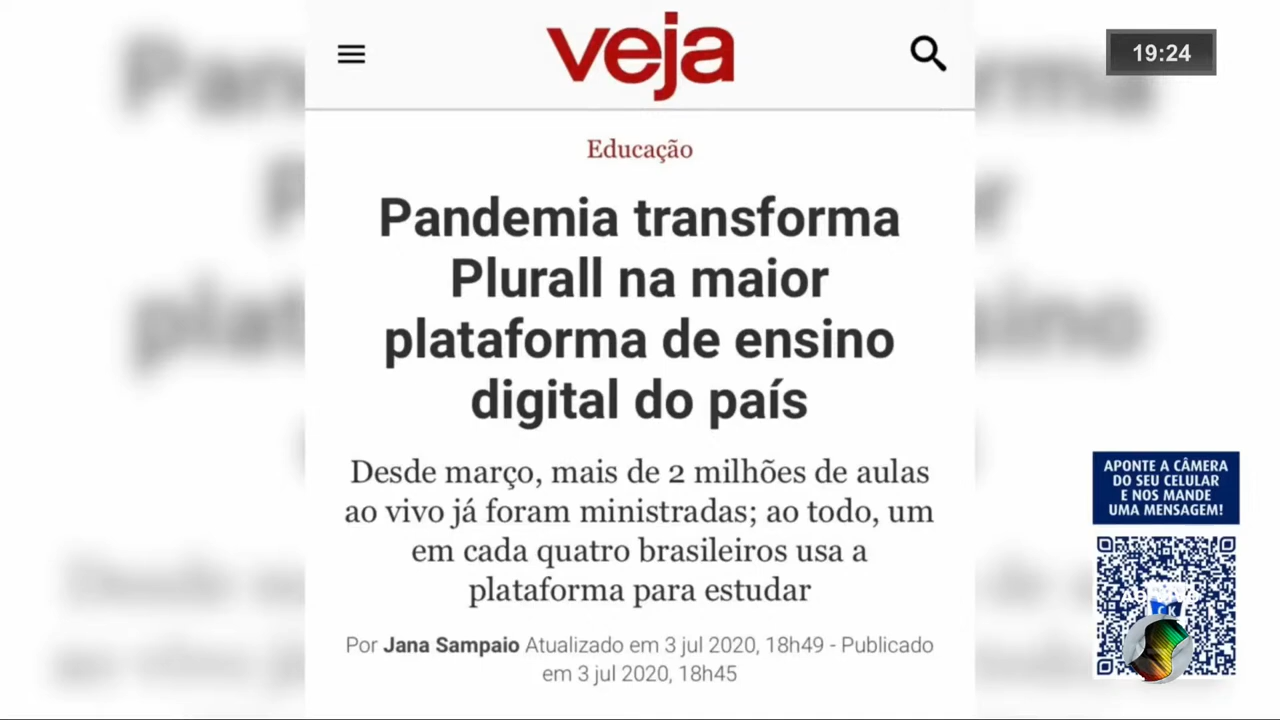 veja
19:24
Educação
Pandemia transforma
Plurall na maior
plataforma de ensino
digital do país
Desde março, mais de 2 milhões de aulas
ao vivo já foram ministradas; ao todo, um
em cada quatro brasileiros usa a
plataforma para estudar
Por Jana Sampaio Atualizado em 3 jul 2020, 18h49 - Publicado
em 3 jul 2020, 18h45
APONTE A CÂMERA
DO SEU CELULAR
E NOS MANDE
UMA MENSAGEM!